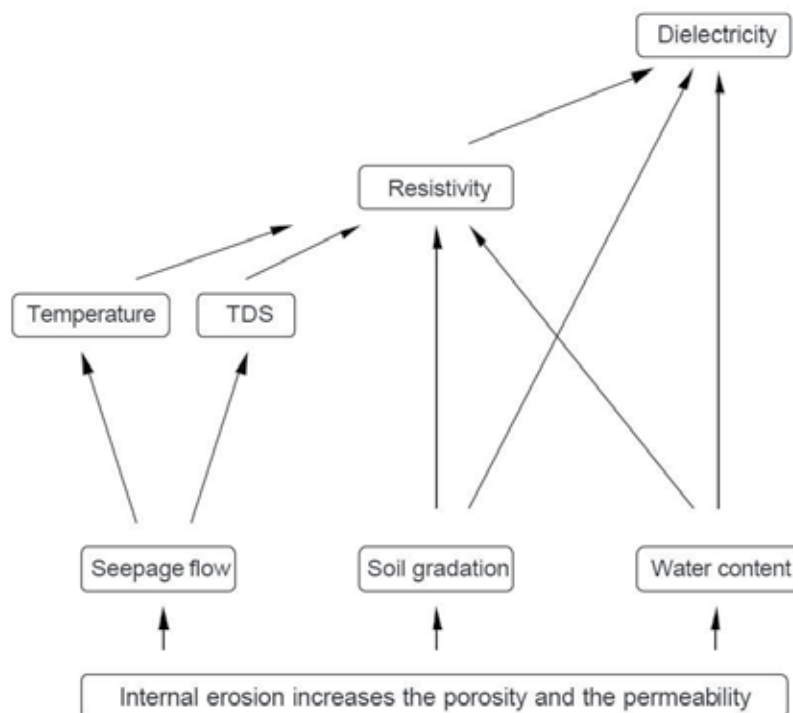 Dielectricity
Resistivity
Temperature
TDS
Seepage flow
Soil gradation
Water content
Internal erosion increases the porosity and the permeability